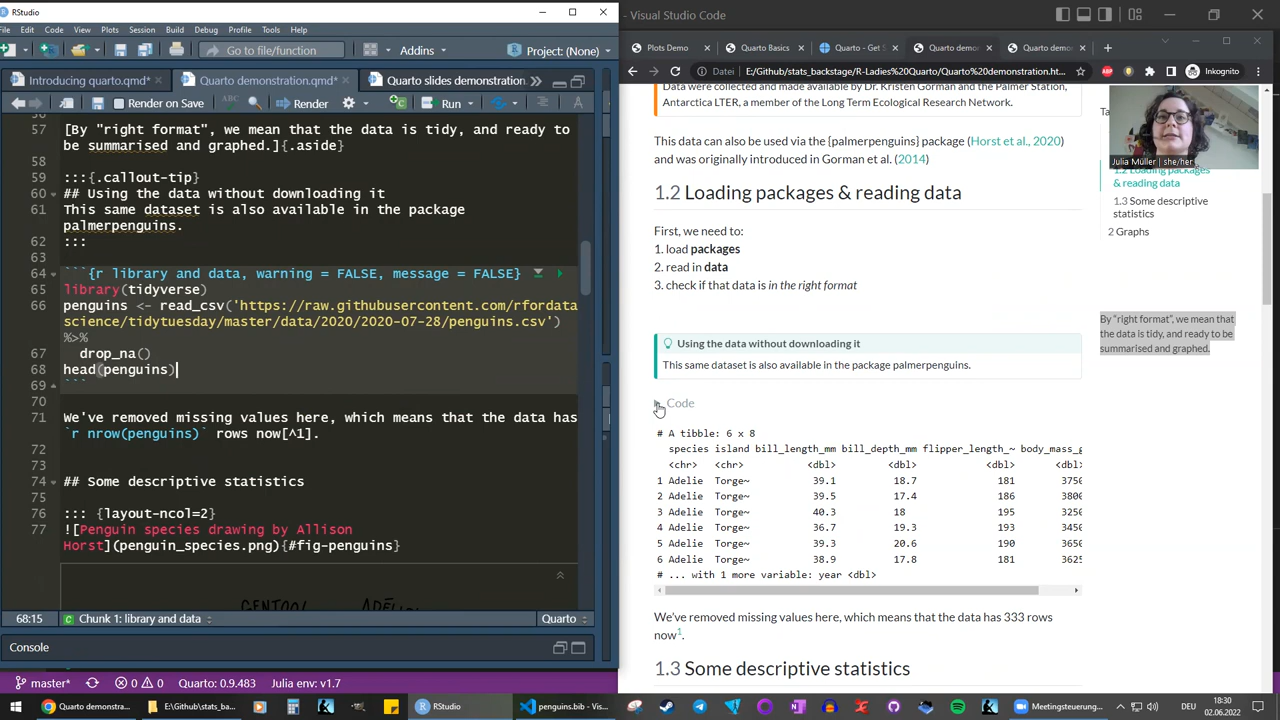 RStudio
File Edit Code View Plots Session Build Debug Profile Tools Help
Go to file/function
Addins
Project: (None)
Introducing quarto.qmd*
Quarto demonstration.qmd*
Quarto slides demonstration
Render on Save
Render
Run
57 [By "right format", we mean that the data is tidy, and ready to
be summarised and graphed.]{.aside}
58
59 :::{.callout-tip}
60 ## Using the data without downloading it
61 This same dataset is also available in the package
palmerpenguins.
62 :::
63
64 ```{r library and data, warning = FALSE, message = FALSE}
65 library(tidyverse)
66 penguins <- read_csv('https://raw.githubusercontent.com/rfordata
science/tidytuesday/master/data/2020/2020-07-28/penguins.csv')
%>%
67 drop_na()
68 head(penguins)
69 ```
70
71 We've removed missing values here, which means that the data has
`r nrow(penguins)` rows now[^1].
72
73
74 ## Some descriptive statistics
75
76 ::: {layout-ncol=2}
77 ![Penguin species drawing by Allison
Horst](penguin_species.png){#fig-penguins}
68:15
Chunk 1: library and data
Quarto
Console
master*
0 0
Quarto: 0.9.483
Julia env: v1.7
- Visual Studio Code
Plots Demo
Quarto Basics
Quarto - Get S
Quarto demon
Quarto demon
Datei
E:/Github/stats_backstage/R-Ladies%20Quarto/Quarto%20demonstration.ht...
Inkognito
Data were collected and made available by Dr. Kristen Gorman and the Palmer Station,
Antarctica LTER, a member of the Long Term Ecological Research Network.
This data can also be used via the {palmerpenguins} package (Horst et al., 2020)
and was originally introduced in Gorman et al. (2014)
1.2 Loading packages & reading data
First, we need to:
1. load packages
2. read in data
3. check if that data is in the right format
Using the data without downloading it
This same dataset is also available in the package palmerpenguins.
Code
# A tibble: 6 x 8
species island bill_length_mm bill_depth_mm flipper_length_~ body_mass_g
<chr> <chr> <dbl> <dbl> <dbl> <dbl>
1 Adelie Torge~ 39.1 18.7 181 3750
2 Adelie Torge~ 39.5 17.4 186 3800
3 Adelie Torge~ 40.3 18 195 3250
4 Adelie Torge~ 36.7 19.3 193 3450
5 Adelie Torge~ 39.3 20.6 190 3650
6 Adelie Torge~ 38.9 17.8 181 3625
# ... with 1 more variable: year <dbl>
We've removed missing values here, which means that the data has 333 rows
now1.
1.3 Some descriptive statistics
Julia Müller | she/her
1.2 Loading packages
& reading data
1.3 Some descriptive
statistics
2 Graphs
By "right format", we mean that
the data is tidy, and ready to be
summarised and graphed.
Quarto demonstra...
E:\Github\stats_ba...
RStudio
penguins.bib - Vis...
Meetingsteuerung...
DEU
18:30
02.06.2022